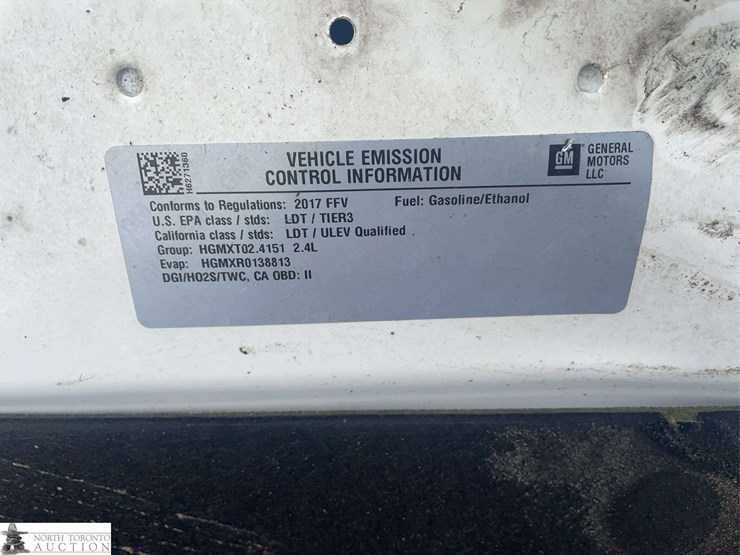 H6271360
VEHICLE EMISSION
CONTROL INFORMATION
GM
GENERAL
MOTORS
LLC
Conforms to Regulations: 2017 FFV Fuel: Gasoline/Ethanol
U.S. EPA class / stds: LDT / TIER3
California class / stds: LDT / ULEV Qualified .
Group: HGMXT02.4151 2.4L
Evap: HGMXR0138813
DGI/HO2S/TWC, CA OBD: II
NORTH TORONTO
AUCTION